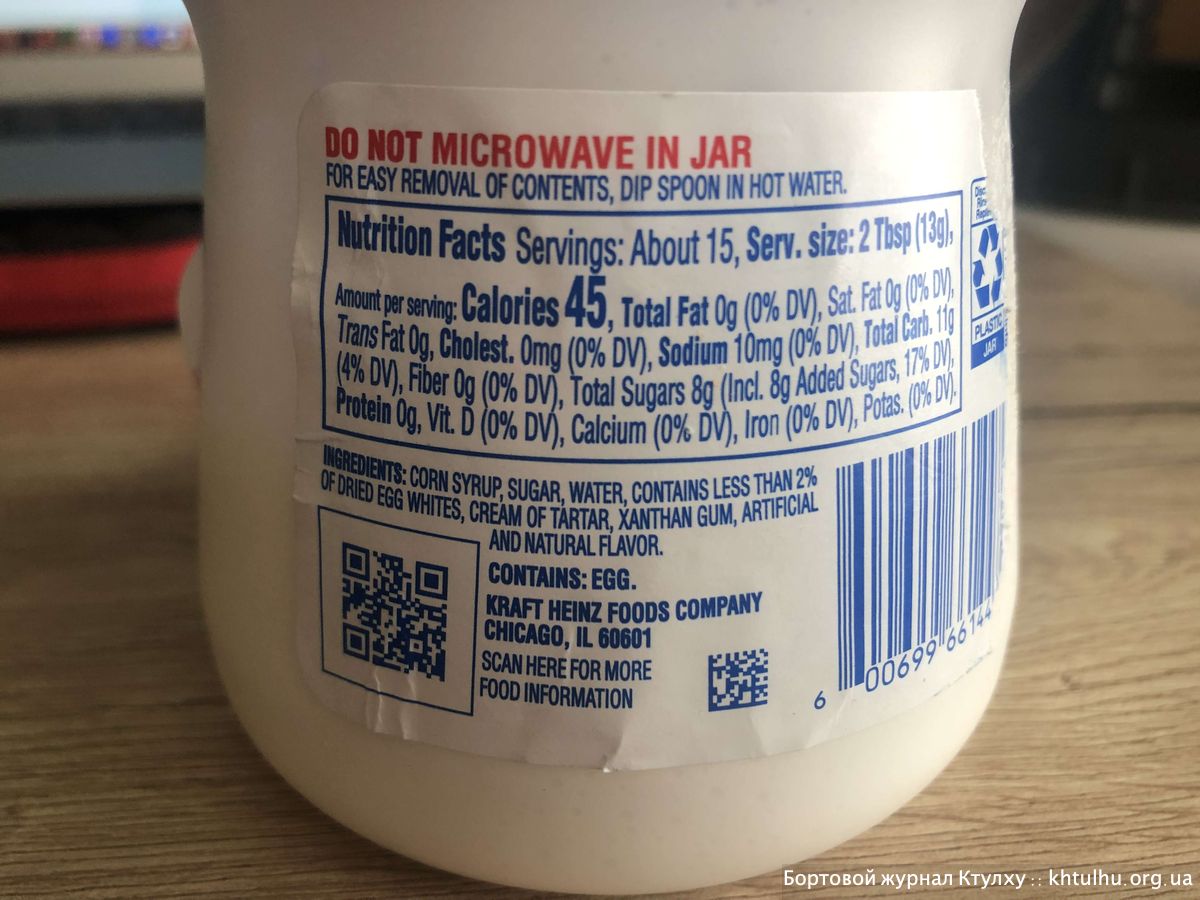 DO NOT MICROWAVE IN JAR
FOR EASY REMOVAL OF CONTENTS, DIP SPOON IN HOT WATER.
Nutrition Facts Servings: About 15, Serv. size: 2 Tbsp (13g),
Amount per serving: Calories 45, Total Fat 0g (0% DV), Sat. Fat 0g (0% DV),
Trans Fat 0g, Cholest. 0mg (0% DV), Sodium 10mg (0% DV), Total Carb. 11g
(4% DV), Fiber 0g (0% DV), Total Sugars 8g (Incl. 8g Added Sugars, 17% DV),
Protein 0g, Vit. D (0% DV), Calcium (0% DV), Iron (0% DV), Potas. (0% DV).
PLASTIC
JAR
INGREDIENTS: CORN SYRUP, SUGAR, WATER, CONTAINS LESS THAN 2%
OF DRIED EGG WHITES, CREAM OF TARTAR, XANTHAN GUM, ARTIFICIAL
AND NATURAL FLAVOR.
CONTAINS: EGG.
KRAFT HEINZ FOODS COMPANY
CHICAGO, IL 60601
SCAN HERE FOR MORE
FOOD INFORMATION
6 00699 66144
Бортовой журнал Ктулху :: khtulhu.org.ua